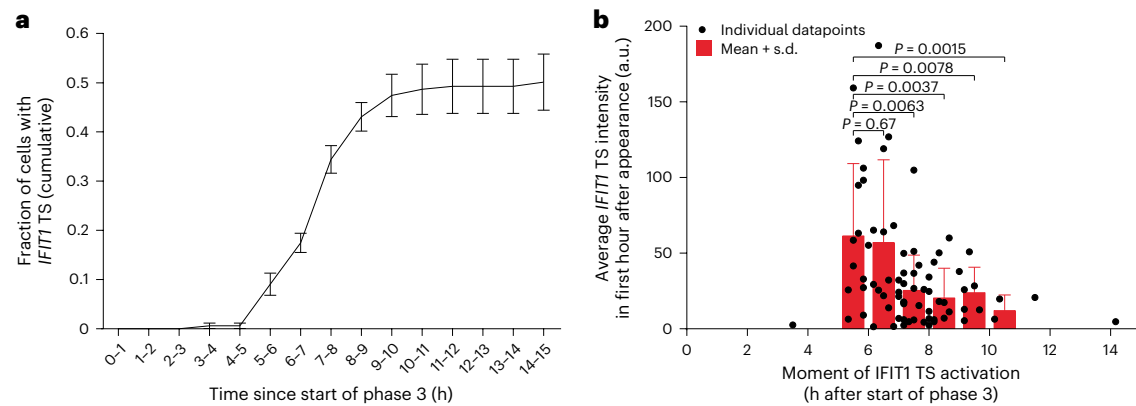 a
Fraction of cells with
IFIT1 TS (cumulative)
0.6
0.5
0.4
0.3
0.2
0.1
0
0–1
1–2
2–3
3–4
4–5
5–6
6–7
7–8
8–9
9–10
10–11
11–12
12–13
13–14
14–15
Time since start of phase 3 (h)
b
Average IFIT1 TS intensity
in first hour after appearance (a.u.)
200
150
100
50
0
Individual datapoints
Mean + s.d.
P = 0.0015
P = 0.0078
P = 0.0037
P = 0.0063
P = 0.67
0
2
4
6
8
10
12
14
Moment of IFIT1 TS activation
(h after start of phase 3)